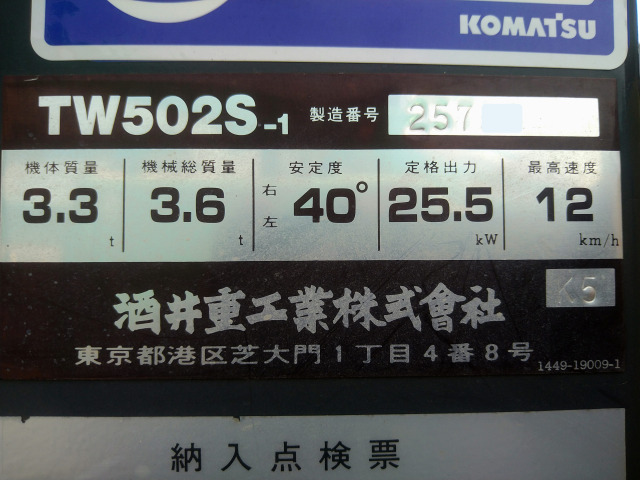 KOMATSU
TW502S-1 製造番号 257
機体質量 機械総質量 安定度 定格出力 最高速度
3.3 t 3.6 t 右 左 40° 25.5 kW 12 km/h
K5
酒井重工業株式會社
東京都港区芝大門1丁目4番8号 1449-19009-1
納入点検票